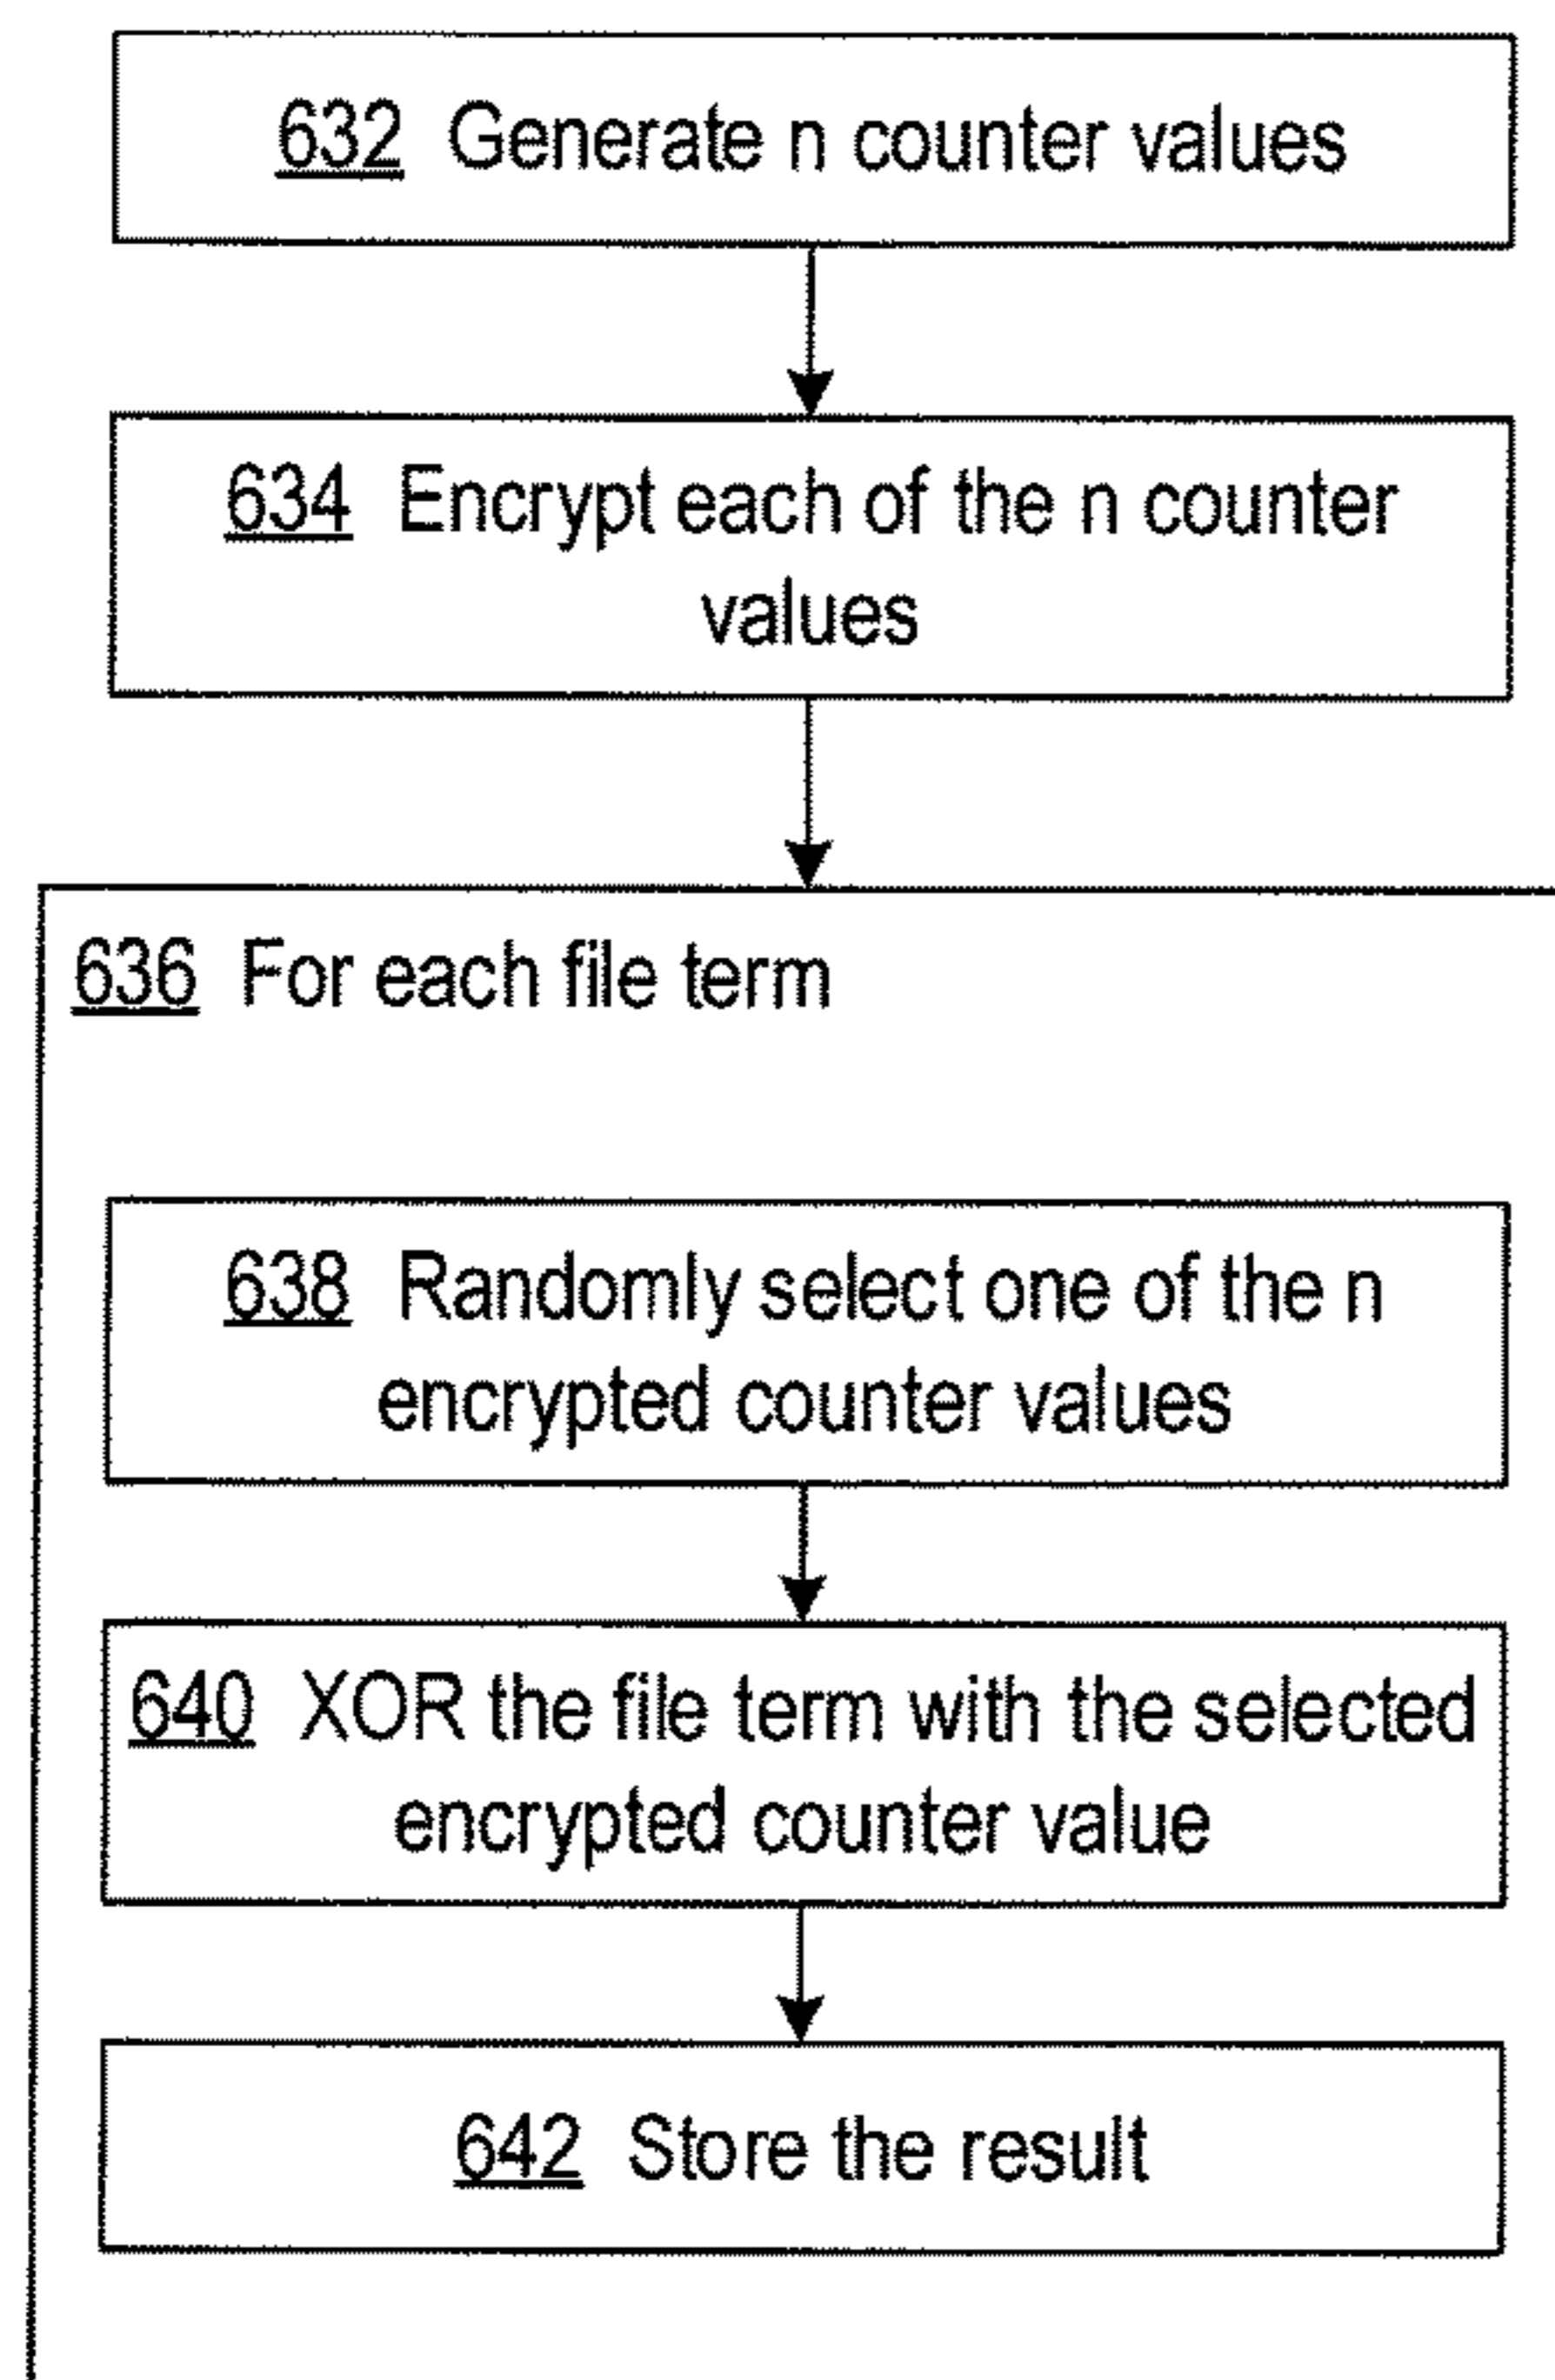 632 Generate n counter values
634 Encrypt each of the n counter
values
636 For each file term
638 Randomly select one of the n
encrypted counter values
640 XOR the file term with the selected
encrypted counter value
642 Store the result